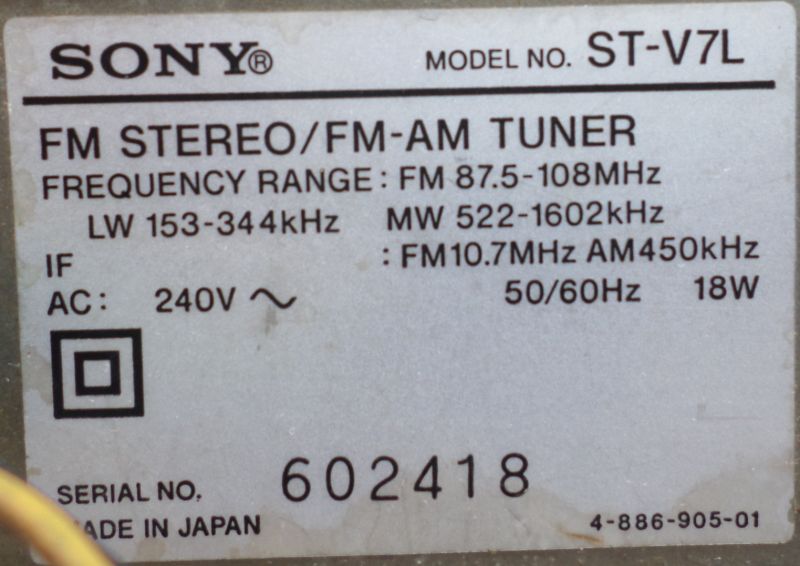 SONY® MODEL NO. ST-V7L
FM STEREO/FM-AM TUNER
FREQUENCY RANGE: FM 87.5-108MHz
LW 153-344kHz MW 522-1602kHz
IF : FM10.7MHz AM450kHz
AC: 240V ~ 50/60Hz 18W
SERIAL NO. 602418
MADE IN JAPAN 4-886-905-01